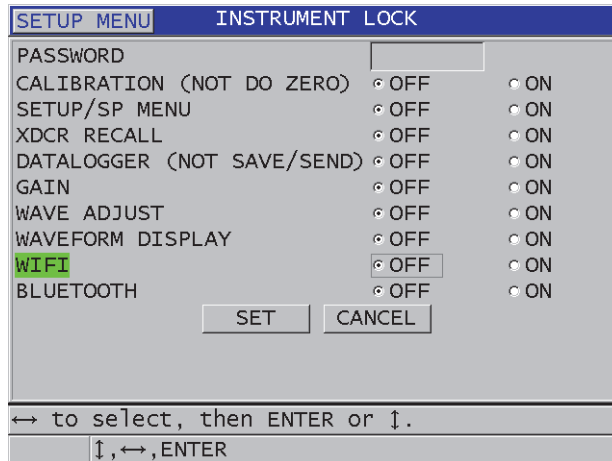 SETUP MENU INSTRUMENT LOCK
PASSWORD
CALIBRATION (NOT DO ZERO) OFF ON
SETUP/SP MENU OFF ON
XDCR RECALL OFF ON
DATALOGGER (NOT SAVE/SEND) OFF ON
GAIN OFF ON
WAVE ADJUST OFF ON
WAVEFORM DISPLAY OFF ON
WIFI OFF ON
BLUETOOTH OFF ON
SET CANCEL
↔ to select, then ENTER or ↕.
↕,↔,ENTER